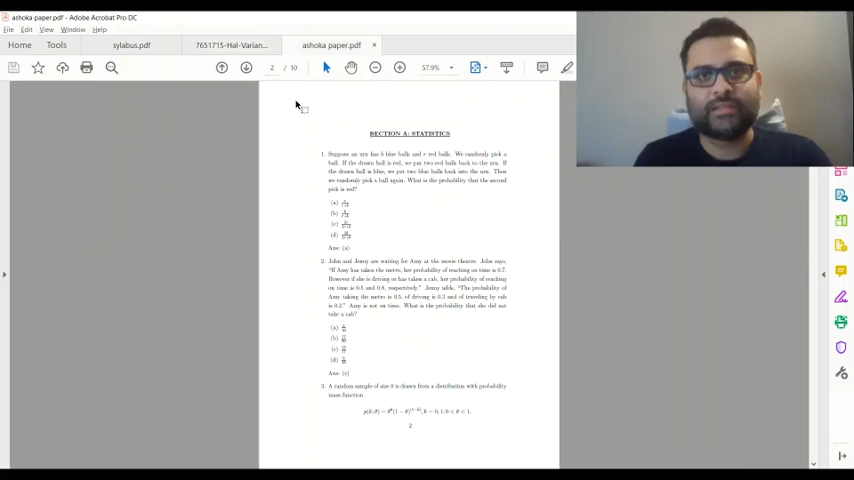 ashoka paper.pdf - Adobe Acrobat Pro DC
File Edit View Window Help
Home Tools sylabus.pdf 7651715-Hal-Varian... ashoka paper.pdf ×
2 / 10 57.9%
SECTION A: STATISTICS
1. Suppose an urn has b blue balls and r red balls. We randomly pick a
ball. If the drawn ball is red, we put two red balls back to the urn. If
the drawn ball is blue, we put two blue balls back into the urn. Then
we randomly pick a ball again. What is the probability that the second
pick is red?
(a)
(b)
(c)
(d)
Ans: (a)
2. John and Jenny are waiting for Amy at the movie theatre. John says,
"If Amy has taken the metro, her probability of reaching on time is 0.7.
However if she is driving or has taken a cab, her probability of reaching
on time is 0.5 and 0.8, respectively." Jenny adds, "The probability of
Amy taking the metro is 0.5, of driving is 0.3 and of traveling by cab
is 0.2." Amy is not on time. What is the probability that she did not
take a cab?
(a)
(b)
(c)
(d)
Ans: (c)
3. A random sample of size
is drawn from a distribution with probability
mass function
p(k;θ) = θ^k(1 − θ)^(1−k), k = 0, 1; 0 < θ < 1.
2